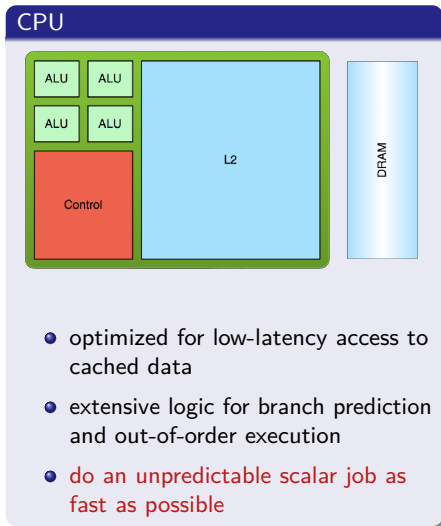 CPU
ALU ALU
ALU ALU
Control
L2
DRAM
optimized for low-latency access to
cached data
extensive logic for branch prediction
and out-of-order execution
do an unpredictable scalar job as
fast as possible